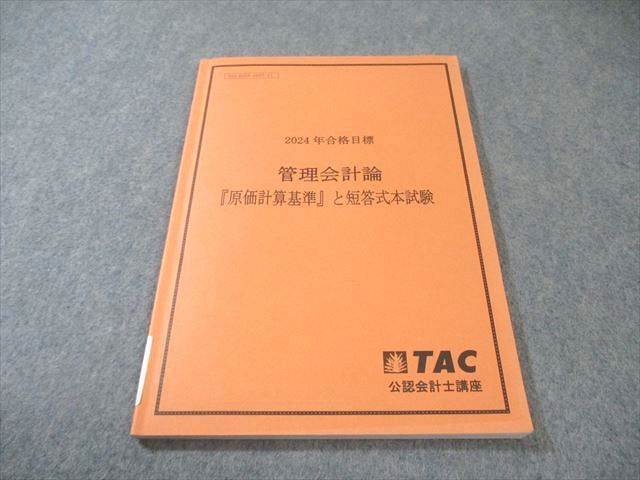 2024年合格目標
管理会計論
『原価計算基準』と短答式本試験
TAC
公認会計士講座